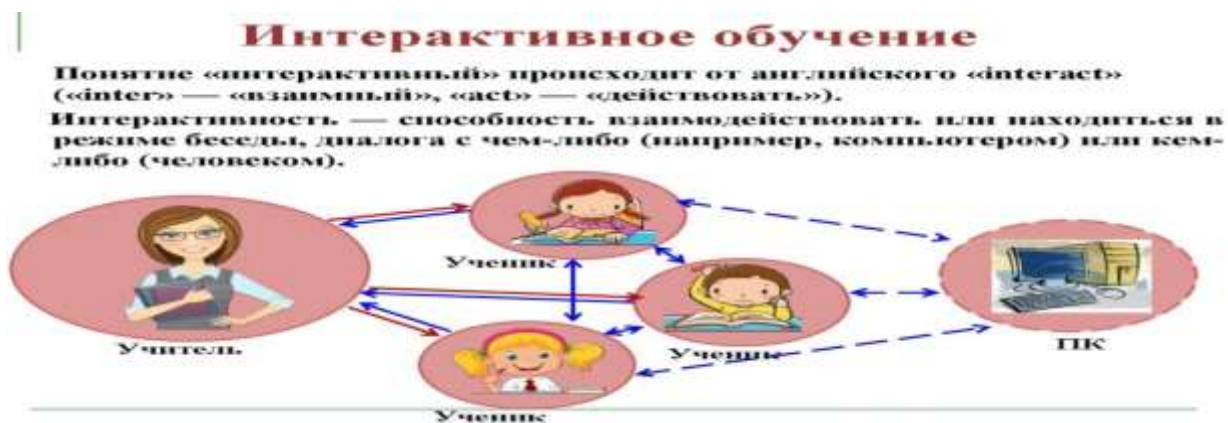 Интерактивное обучение
Понятие «интерактивный» происходит от английского «interact»
(«inter» — «взаимный», «act» — «действовать»).
Интерактивность — способность взаимодействовать или находиться в
режиме беседы, диалога с чем-либо (например, компьютером) или кем-
либо (человеком).
Ученик
Учитель
Ученик
ПК
Ученик